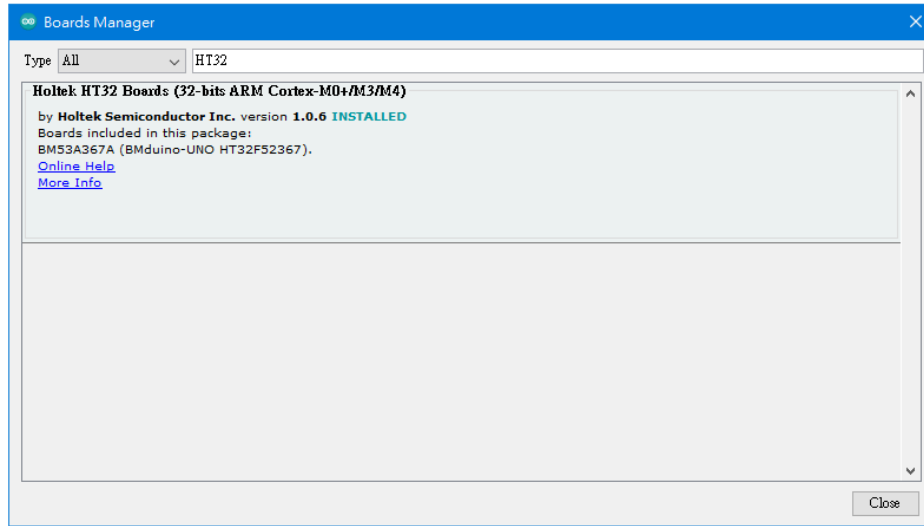 Boards Manager
Type All HT32
Holtek HT32 Boards (32-bits ARM Cortex-M0+/M3/M4)
by Holtek Semiconductor Inc. version 1.0.6 INSTALLED
Boards included in this package:
BM53A367A (BMduino-UNO HT32F52367).
Online Help
More Info
Close